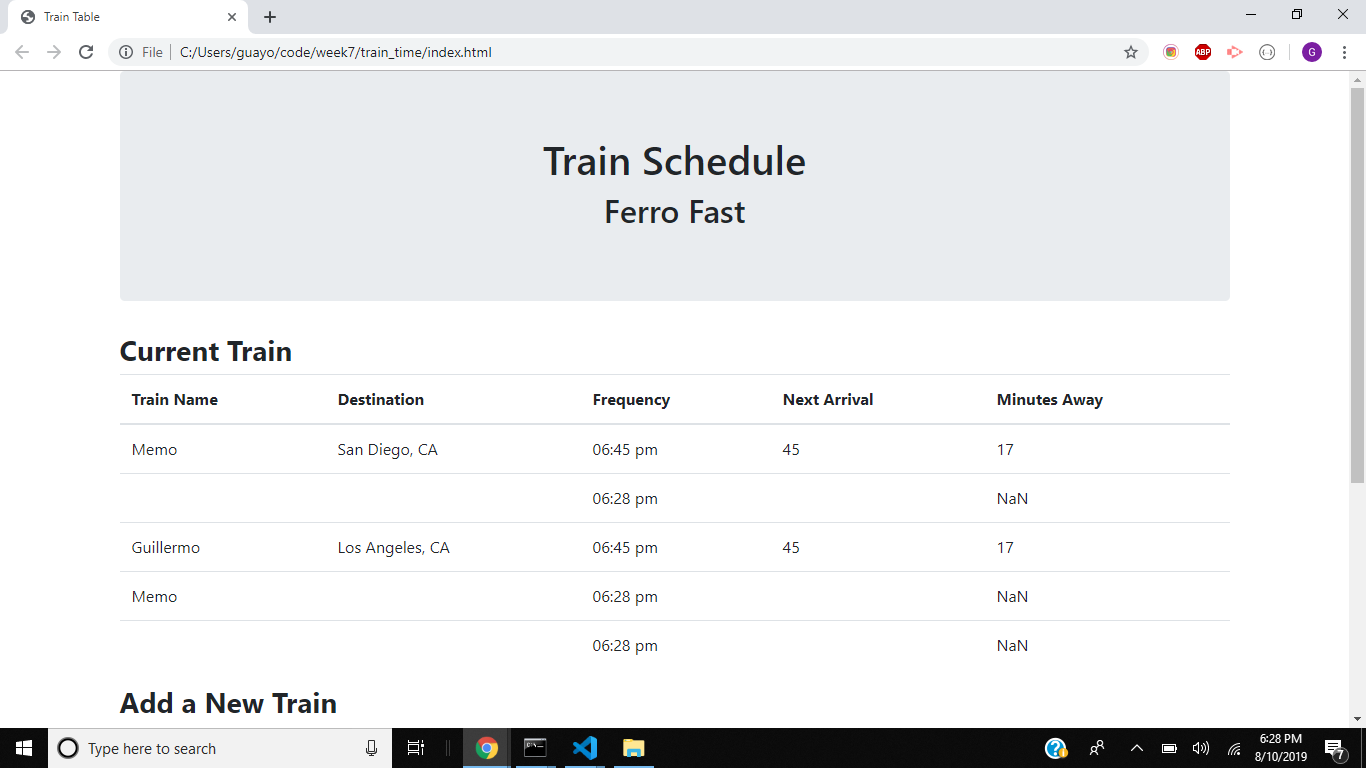 Train Table
File C:/Users/guayo/code/week7/train_time/index.html
ABP
G
Train Schedule
Ferro Fast
Current Train
Train Name Destination Frequency Next Arrival Minutes Away
Memo San Diego, CA 06:45 pm 45 17
06:28 pm NaN
Guillermo Los Angeles, CA 06:45 pm 45 17
Memo 06:28 pm NaN
06:28 pm NaN
Add a New Train
Type here to search
6:28 PM
8/10/2019
7